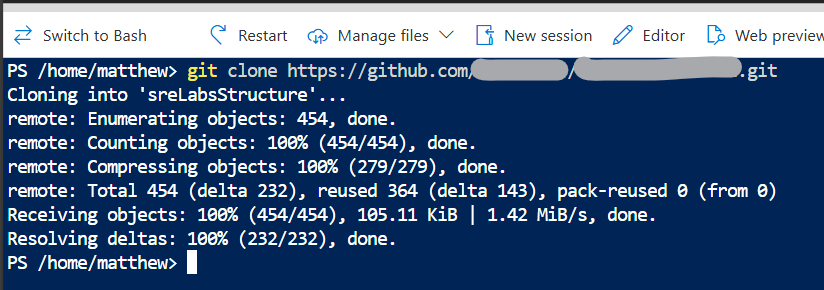 Switch to Bash Restart Manage files New session Editor Web preview
PS /home/matthew> git clone https://github.com/ / .git
Cloning into 'sreLabsStructure'...
remote: Enumerating objects: 454, done.
remote: Counting objects: 100% (454/454), done.
remote: Compressing objects: 100% (279/279), done.
remote: Total 454 (delta 232), reused 364 (delta 143), pack-reused 0 (from 0)
Receiving objects: 100% (454/454), 105.11 KiB | 1.42 MiB/s, done.
Resolving deltas: 100% (232/232), done.
PS /home/matthew>